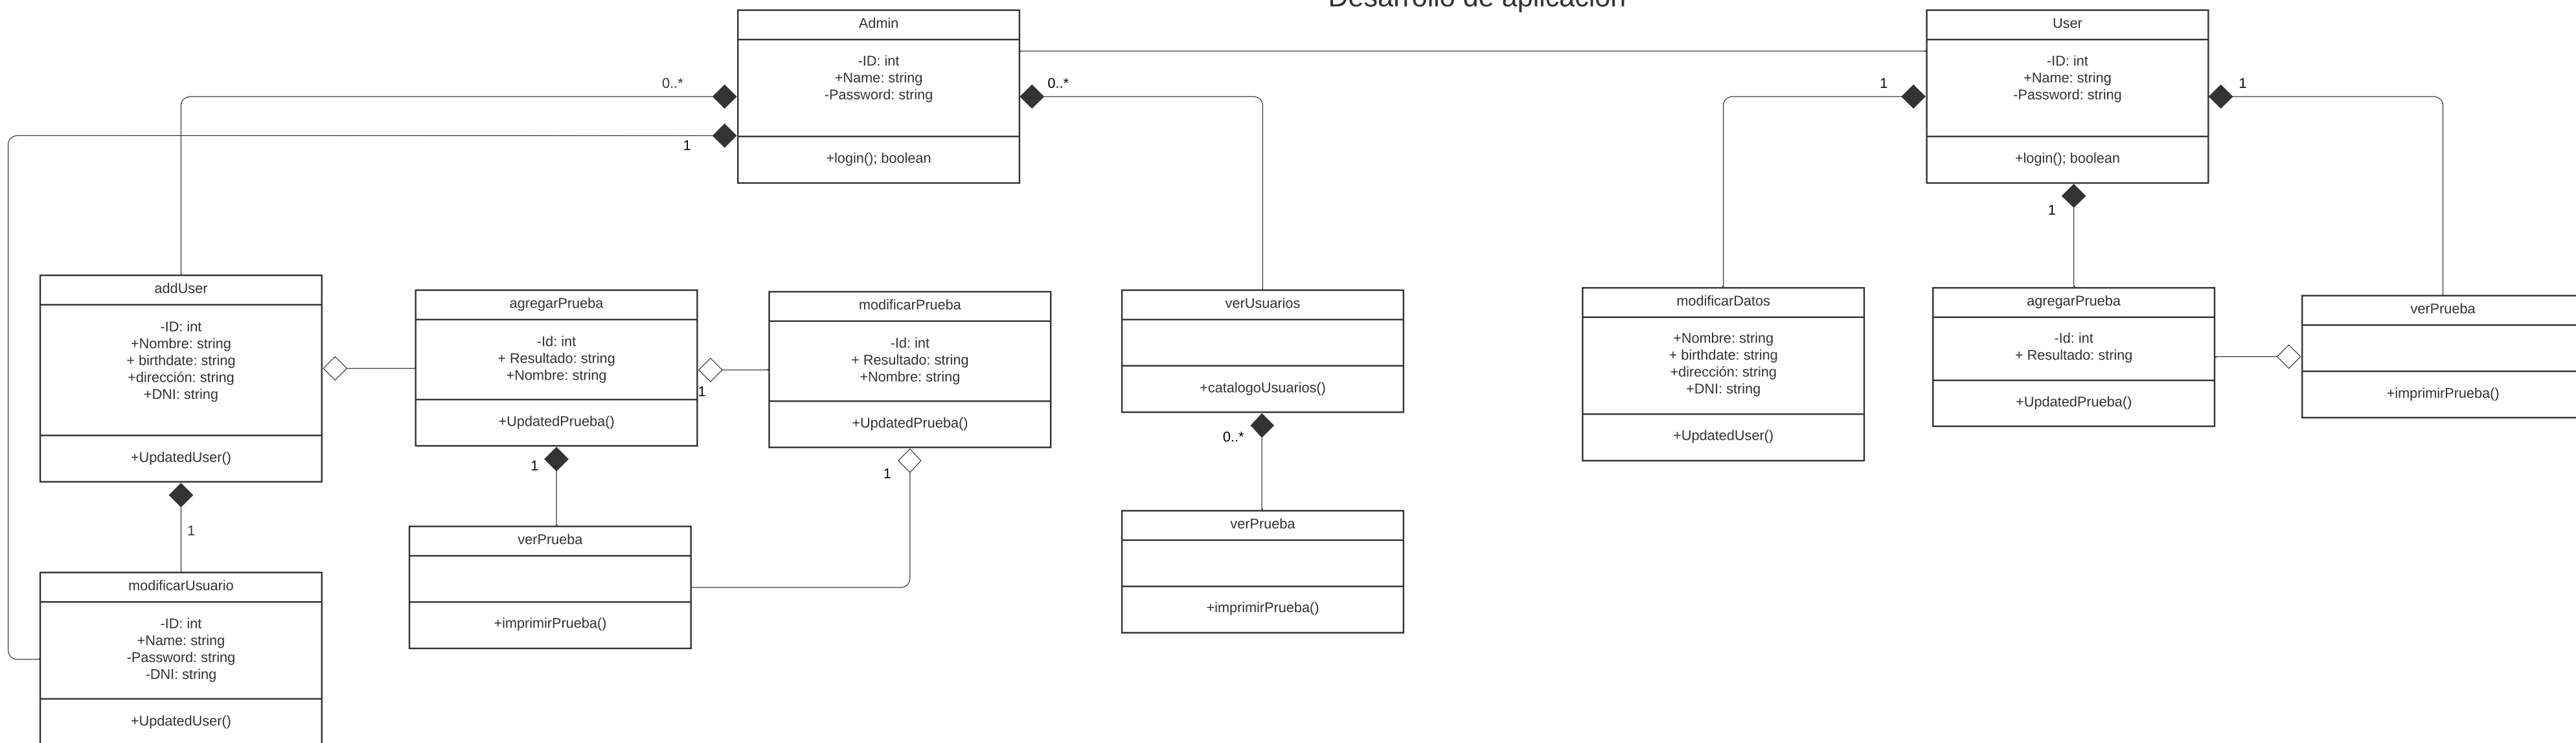 Desarrollo de aplicación
Admin
-ID: int
+Name: string
-Password: string
+login(); boolean
0..*
1
0..*
User
-ID: int
+Name: string
-Password: string
+login(); boolean
1
1
1
addUser
-ID: int
+Nombre: string
+ birthdate: string
+dirección: string
+DNI: string
+UpdatedUser()
1
agregarPrueba
-Id: int
+ Resultado: string
+Nombre: string
+UpdatedPrueba()
1
1
modificarPrueba
-Id: int
+ Resultado: string
+Nombre: string
+UpdatedPrueba()
1
verUsuarios
+catalogoUsuarios()
0..*
modificarDatos
+Nombre: string
+ birthdate: string
+dirección: string
+DNI: string
+UpdatedUser()
agregarPrueba
-Id: int
+ Resultado: string
+UpdatedPrueba()
verPrueba
+imprimirPrueba()
modificarUsuario
-ID: int
+Name: string
-Password: string
-DNI: string
+UpdatedUser()
verPrueba
+imprimirPrueba()
verPrueba
+imprimirPrueba()